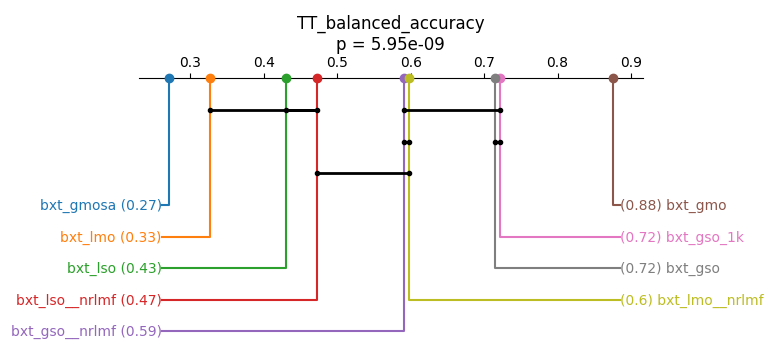 TT_balanced_accuracy
p = 5.95e-09
0.3 0.4 0.5 0.6 0.7 0.8 0.9
bxt_gmosa (0.27) (0.88) bxt_gmo
bxt_lmo (0.33) (0.72) bxt_gso_1k
bxt_lso (0.43) (0.72) bxt_gso
bxt_lso__nrlmf (0.47) (0.6) bxt_lmo__nrlmf
bxt_gso__nrlmf (0.59)